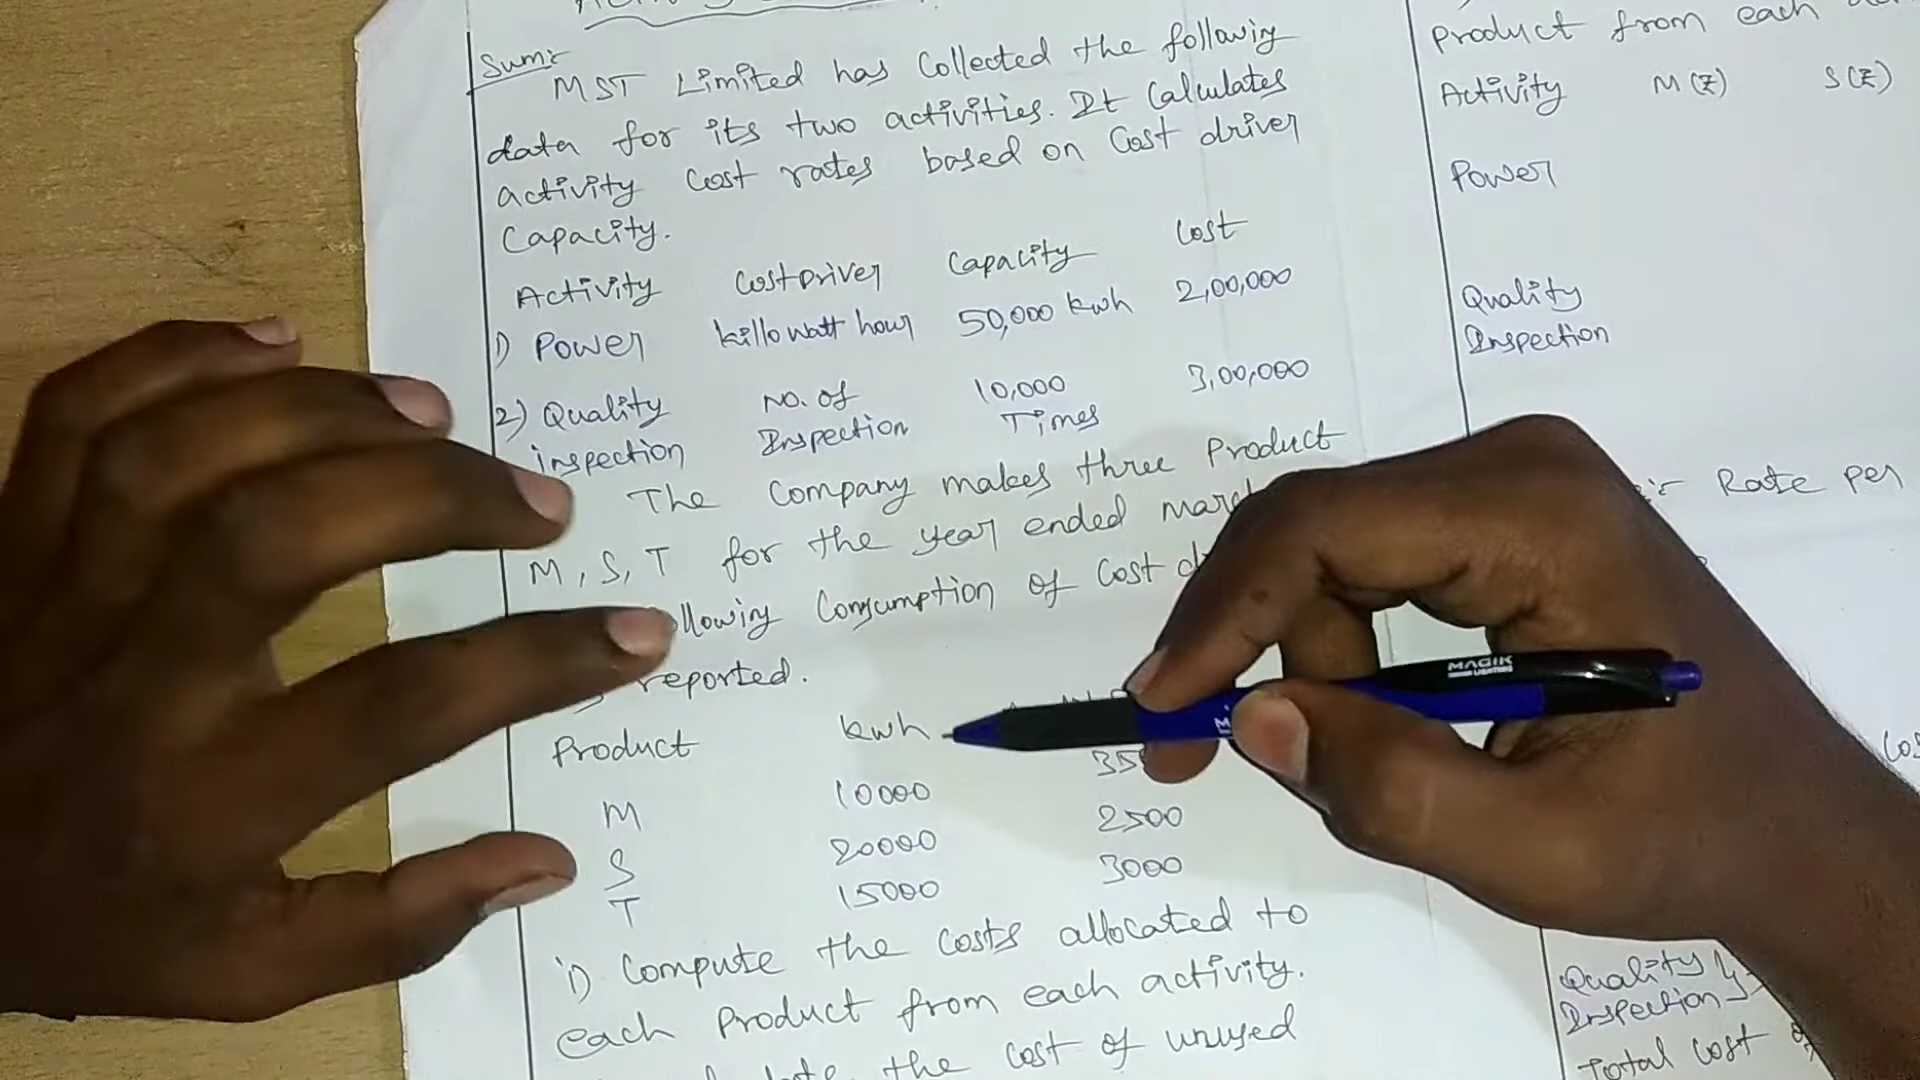 Sum:-
MST Limited has Collected the followig
data for its two activities. It Calculates
activity Cost rates based on Cost driver
Capacity.
Activity Cost Driver Capacity Cost
1) Power killo watt hour 50,000 kwh 2,00,000
2) Quality inspection No. of Inspection 10,000 Times 3,00,000
The Company makes three Product
M, S, T for the year ended
Consumption of Cost
reported.
Product kwh
M 10000
S 20000 2500
T 15000 3000
i) Compute the Costs allocated to
each Product from each activity.
the Cost of unused
Product from each
Activity M (₹) S (₹)
Power
Quality
Inspection
Rate per
Quality
Inspection
Total Cost
MAGIK
LIGHTING